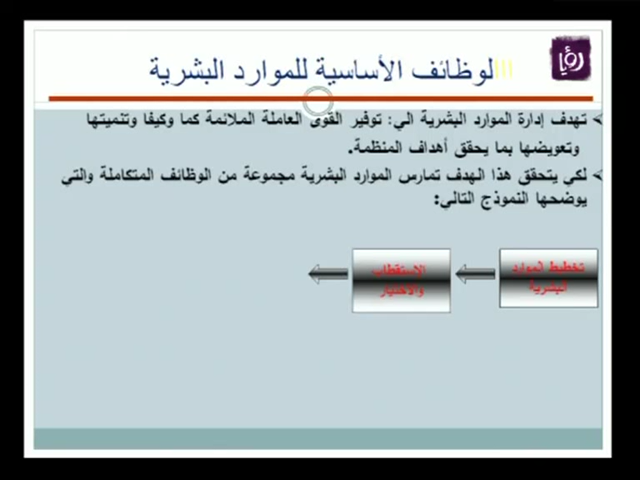 رؤيا
الوظائف الأساسية للموارد البشرية
تهدف إدارة الموارد البشرية الي: توفير القوى العاملة الملائمة كما وكيفا وتنميتها
وتعويضها بما يحقق أهداف المنظمة.
لكي يتحقق هذا الهدف تمارس الموارد البشرية مجموعة من الوظائف المتكاملة والتي
يوضحها النموذج التالي:
تخطيط الموارد
البشرية
الاستقطاب
والاختيار